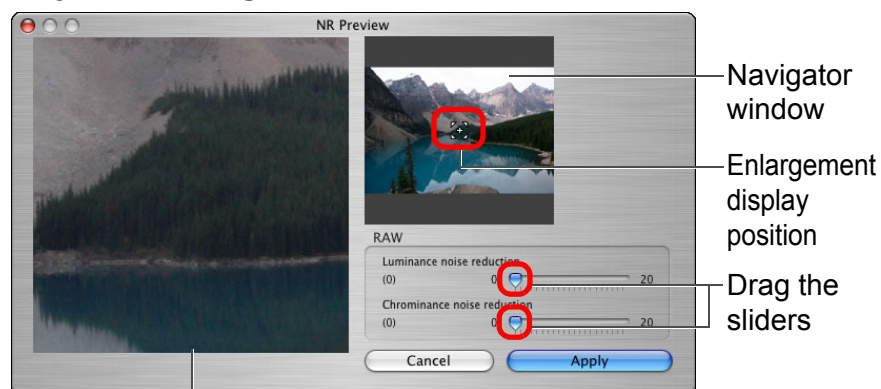 NR Preview
Navigator
window
Enlargement
display
position
RAW
Luminance noise reduction
(0) 0 20
Chrominance noise reduction
(0) 0 20
Drag the
sliders
Cancel Apply